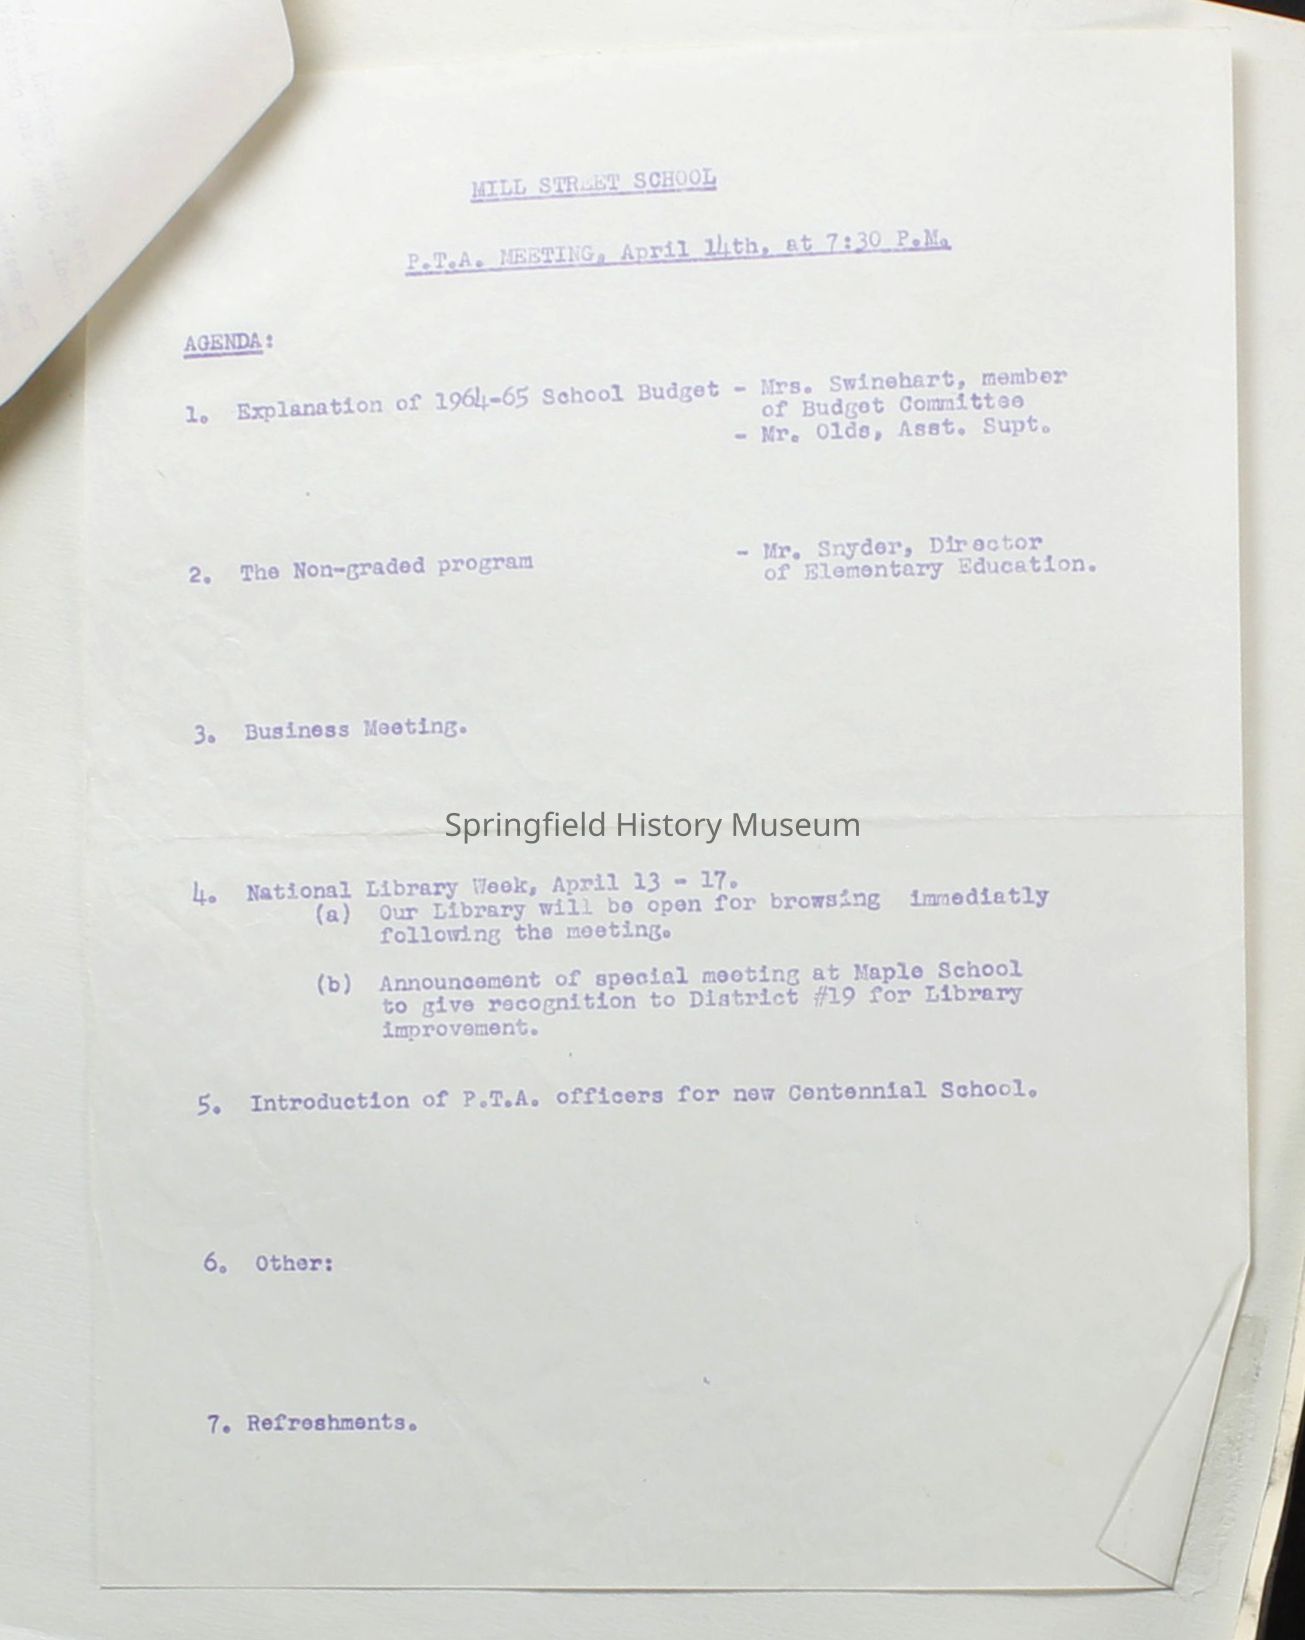 MILL STREET SCHOOL
P.T.A. MEETING, April 14th, at 7:30 P.M.
AGENDA:
1. Explanation of 1964-65 School Budget - Mrs. Swinehart, member
of Budget Committee
- Mr. Olds, Asst. Supt.
2. The Non-graded program - Mr. Snyder, Director
of Elementary Education.
3. Business Meeting.
Springfield History Museum
4. National Library Week, April 13 - 17.
(a) Our Library will be open for browsing immediatly
following the meeting.
(b) Announcement of special meeting at Maple School
to give recognition to District #19 for Library
improvement.
5. Introduction of P.T.A. officers for new Centennial School.
6. Other:
7. Refreshments.